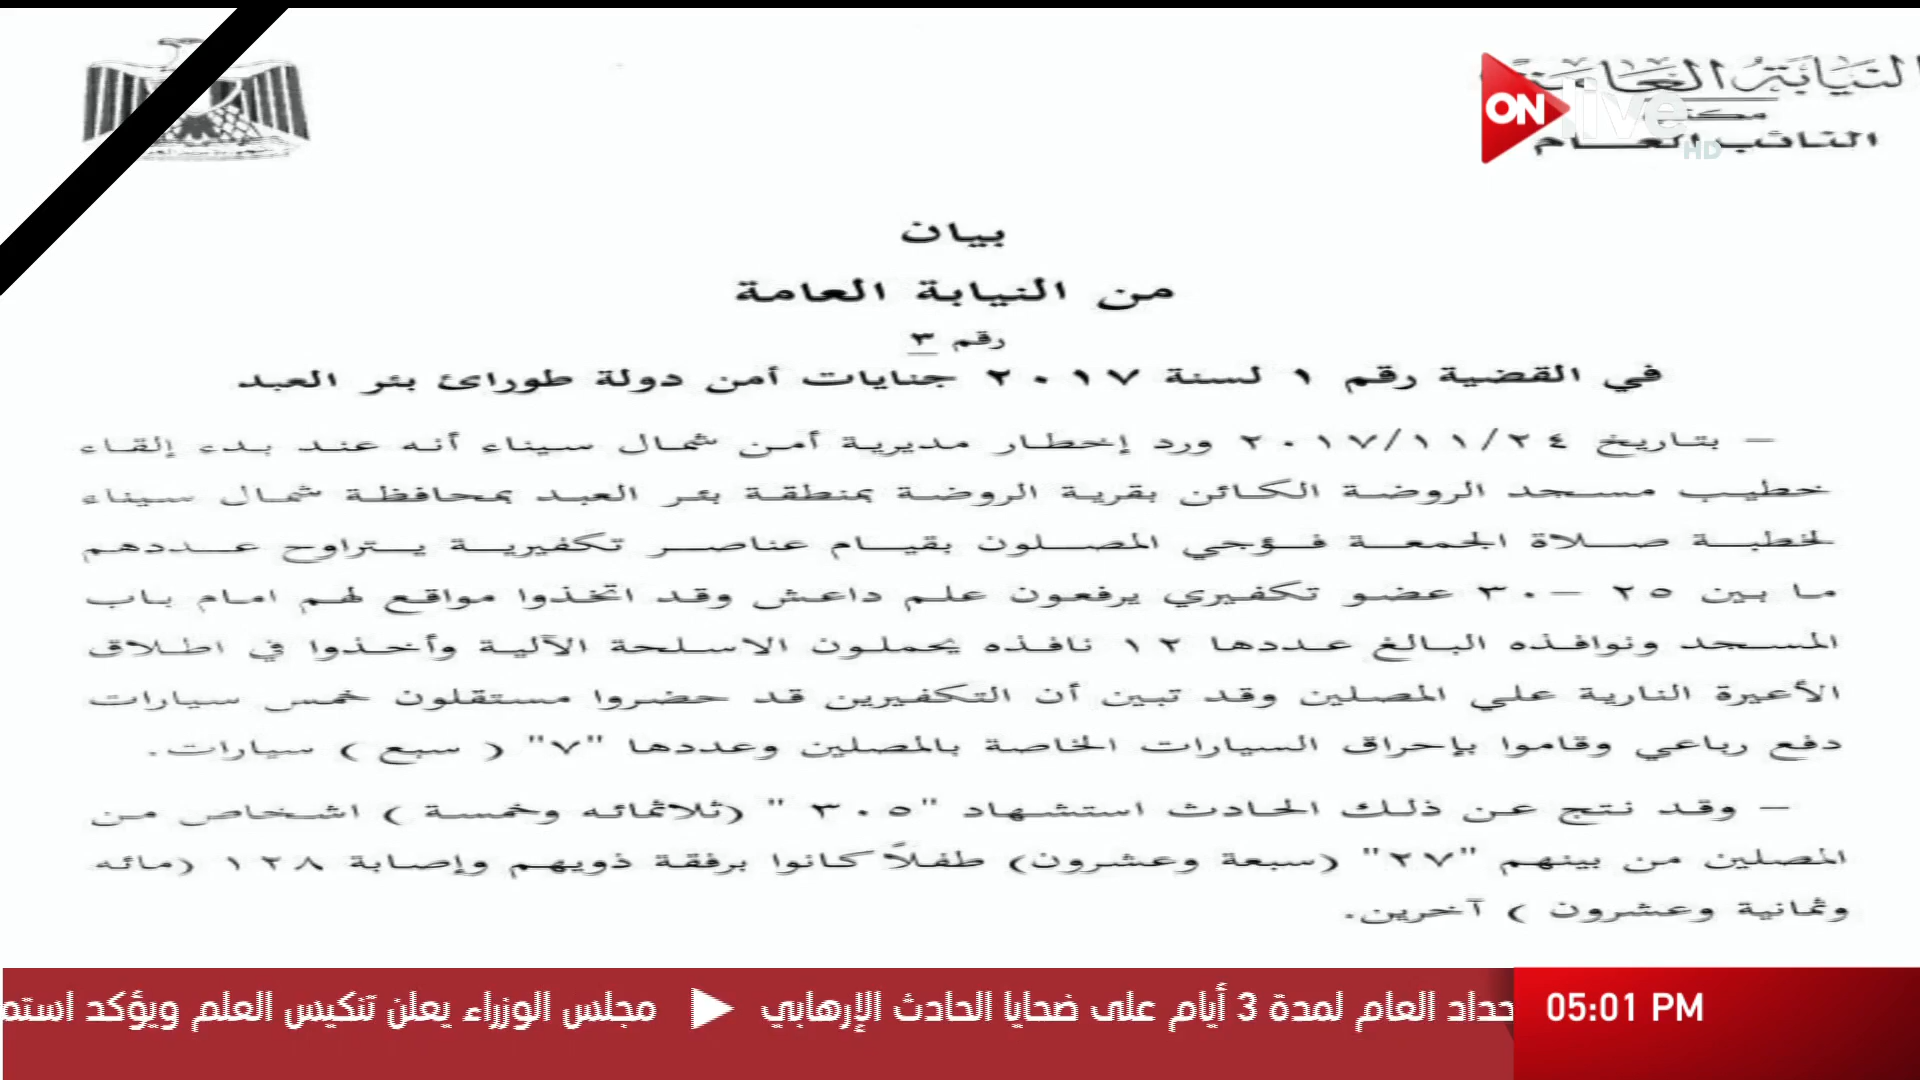 النيابة العامة
مكتب
النائب العام
ON live
HD
بيان
من النيابة العامة
رقم ٣
في القضية رقم ١ لسنة ٢٠١٧ جنايات أمن دولة طورائ بئر العبد
– بتاريخ ٢٠١٧/١١/٢٤ ورد إخطار مديرية أمن شمال سيناء أنه عند بدء إلقاء
خطيب مسجد الروضة الكائن بقرية الروضة بمنطقة بئر العبد بمحافظة شمال سيناء
لخطبة صلاة الجمعة فؤجي المصلون بقيام عناصر تكفيرية يتراوح عددهم
ما بين ٢٥ – ٣٠ عضو تكفيري يرفعون علم داعش وقد اتخذوا مواقع لهم امام باب
المسجد ونوافذه البالغ عددها ١٢ نافذه يحملون الاسلحة الآلية وأخذوا في اطلاق
الأعيرة النارية علي المصلين وقد تبين أن التكفيرين قد حضروا مستقلون خمس سيارات
دفع رباعي وقاموا بإحراق السيارات الخاصة بالمصلين وعددها "٧" ( سبع ) سيارات.
– وقد نتج عن ذلك الحادث استشهاد "٣٠٥" (ثلاثمائه وخمسة ) اشخاص من
المصلين من بينهم "٢٧" (سبعة وعشرون) طفلاً كانوا برفقة ذويهم وإصابة ١٢٨ (مائه
وثمانية وعشرون ) آخرين.
حداد العام لمدة 3 أيام على ضحايا الحادث الإرهابي ◀ مجلس الوزراء يعلن تنكيس العلم ويؤكد استم
05:01 PM